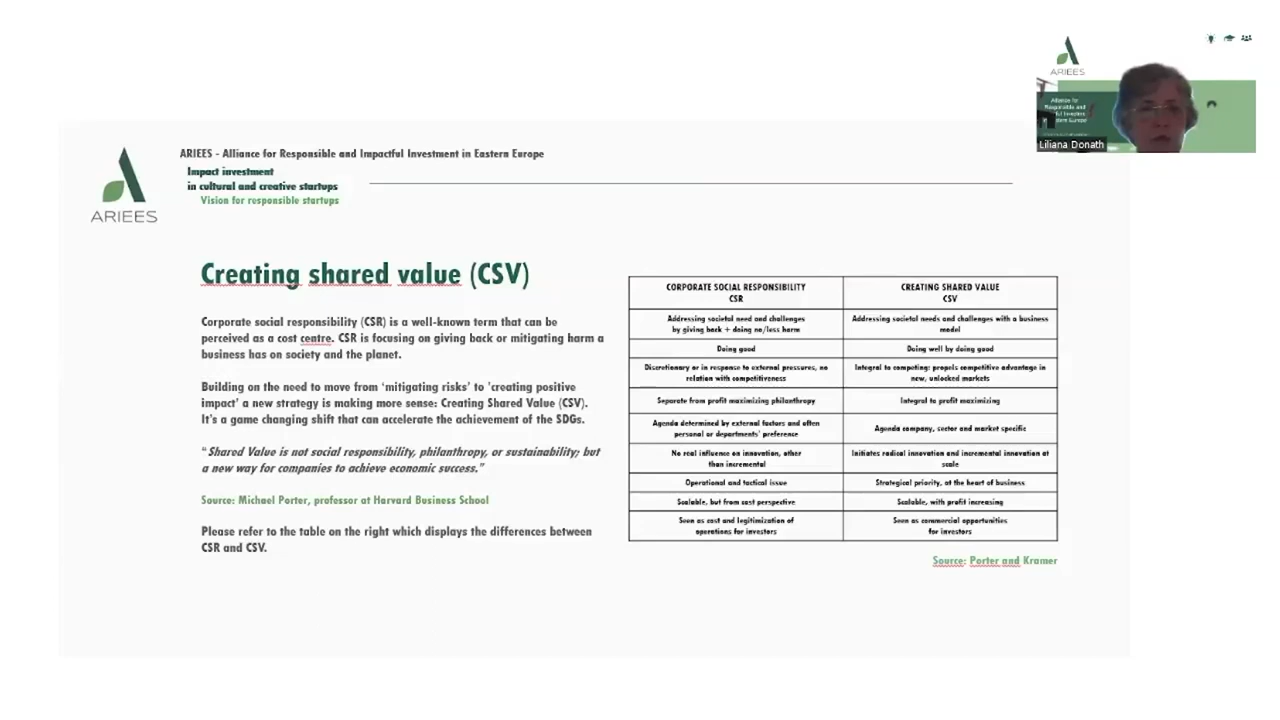 ARIEES
Alliance for
Responsible and
Liliana Donath
ARIEES
ARIEES - Alliance for Responsible and Impactful Investment in Eastern Europe
Impact investment
in cultural and creative startups
Vision for responsible startups
Creating shared value (CSV)
Corporate social responsibility (CSR) is a well-known term that can be
perceived as a cost centre. CSR is focusing on giving back or mitigating harm a
business has on society and the planet.
Building on the need to move from ‘mitigating risks’ to ’creating positive
impact’ a new strategy is making more sense: Creating Shared Value (CSV).
It’s a game changing shift that can accelerate the achievement of the SDGs.
“Shared Value is not social responsibility, philanthropy, or sustainability; but
a new way for companies to achieve economic success.”
Source: Michael Porter, professor at Harvard Business School
Please refer to the table on the right which displays the differences between
CSR and CSV.
CORPORATE SOCIAL RESPONSIBILITY
CSR
CREATING SHARED VALUE
CSV
Addressing societal need and challenges
by giving back + doing no/less harm
Addressing societal needs and challenges with a business
model
Doing good
Doing well by doing good
Discretionary or in response to external pressures, no
relation with competitiveness
Integral to competing: propels competitive advantage in
new, unlocked markets
Separate from profit maximizing philanthropy
Integral to profit maximizing
Agenda determined by external factors and often
personal or departments’ preference
Agenda company, sector and market specific
No real influence on innovation, other
than incremental
Initiates radical innovation and incremental innovation at
scale
Operational and tactical issue
Strategical priority, at the heart of business
Scalable, but from cost perspective
Scalable, with profit increasing
Seen as cost and legitimization of
operations for investors
Seen as commercial opportunities
for investors
Source: Porter and Kramer